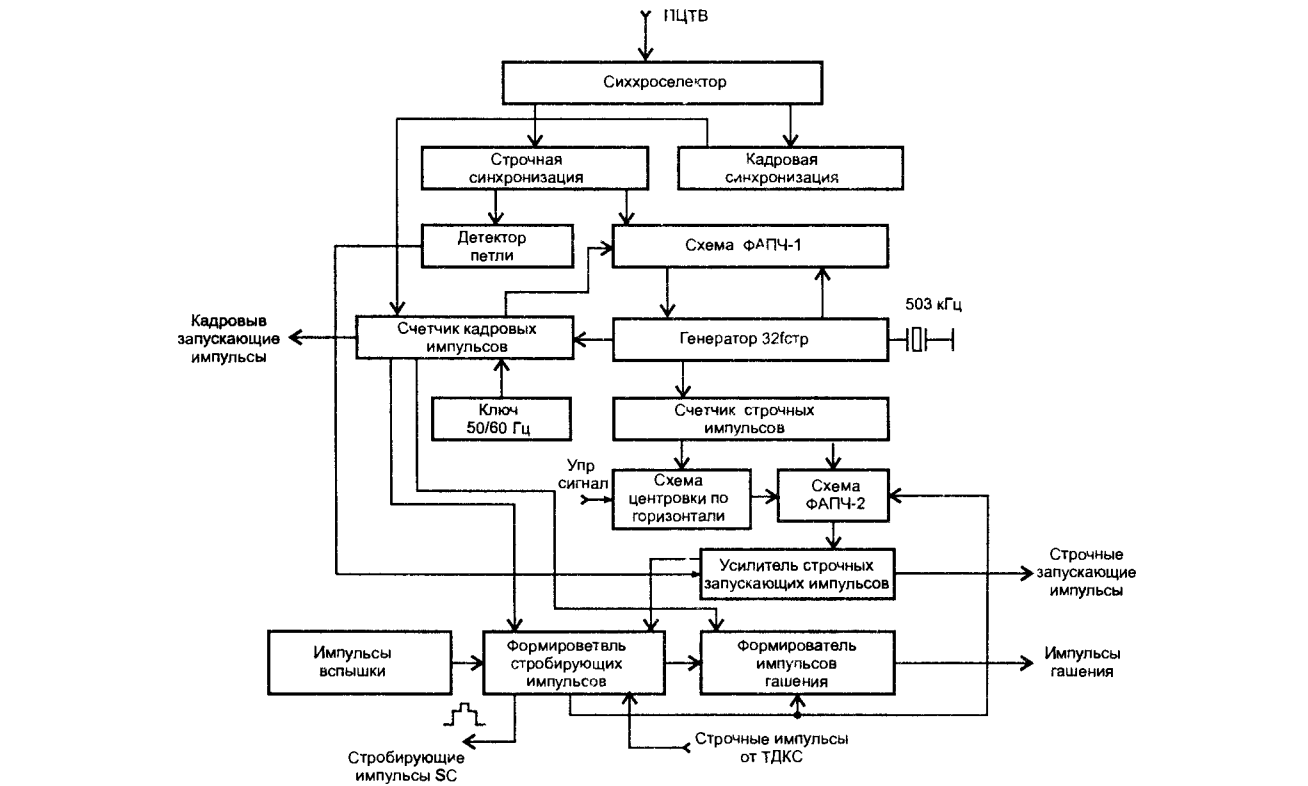 ПЦТВ
Сиххроселектор
Строчная
синхронизация
Кадровая
синхронизация
Детектор
петли
Схема ФАПЧ-1
503 кГц
Кадровыв
запускающие
импульсы
Счетчик кадровых
импульсов
Генератор 32fстр
Ключ
50/60 Гц
Счетчик строчных
импульсов
Упр
сигнал
Схема
центровки по
горизонтали
Схема
ФАПЧ-2
Усилитель строчных
запускающих импульсов
Строчные
запускающие
импульсы
Импульсы
вспышки
Формироветвль
стробирующих
импульсов
Формирователь
импульсов
гашения
Импульсы
гашения
Строчные импульсы
от ТДКС
Стробирующие
импульсы SC